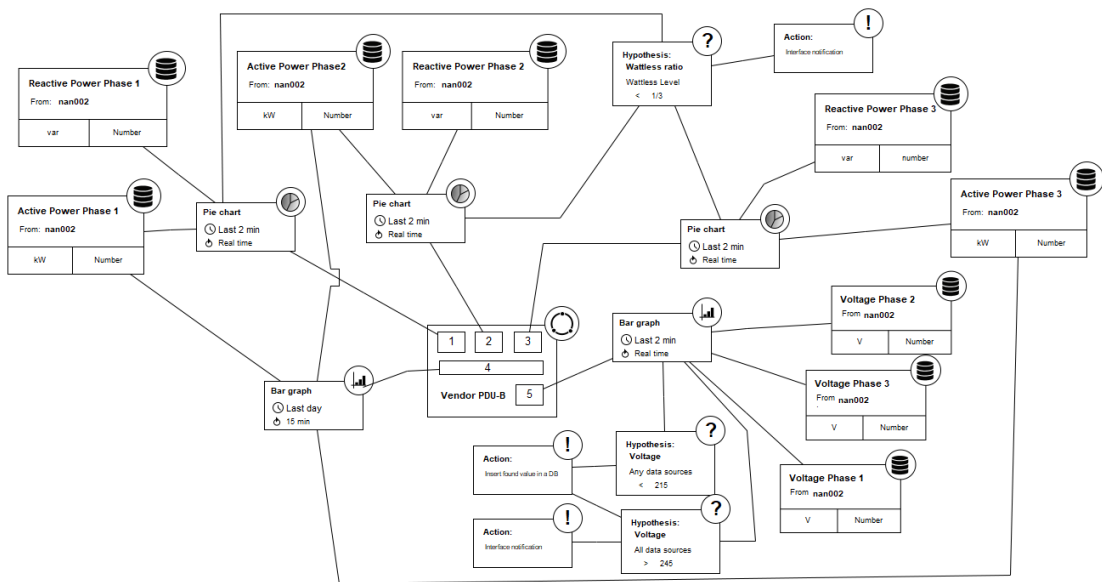 !
Action:
Interface notification
?
Hypothesis:
Wattless ratio
Wattless Level
< 1/3
Reactive Power Phase 1
From: nan002
var Number
Active Power Phase2
From: nan002
kW Number
Reactive Power Phase 2
From: nan002
var Number
Reactive Power Phase 3
From: nan002
var number
Active Power Phase 1
From: nan002
kW Number
Pie chart
Last 2 min
Real time
Pie chart
Last 2 min
Real time
Pie chart
Last 2 min
Real time
Active Power Phase 3
From: nan002
kW Number
1 2 3
4
5
Vendor PDU-B
Bar graph
Last 2 min
Real time
Voltage Phase 2
From nan002
V Number
Bar graph
Last day
15 min
Voltage Phase 3
From nan002
V Number
!
Action:
Insert found value in a DB
?
Hypothesis:
Voltage
Any data sources
< 215
Voltage Phase 1
From nan002
V Number
!
Action:
Interface notification
?
Hypothesis:
Voltage
All data sources
> 245